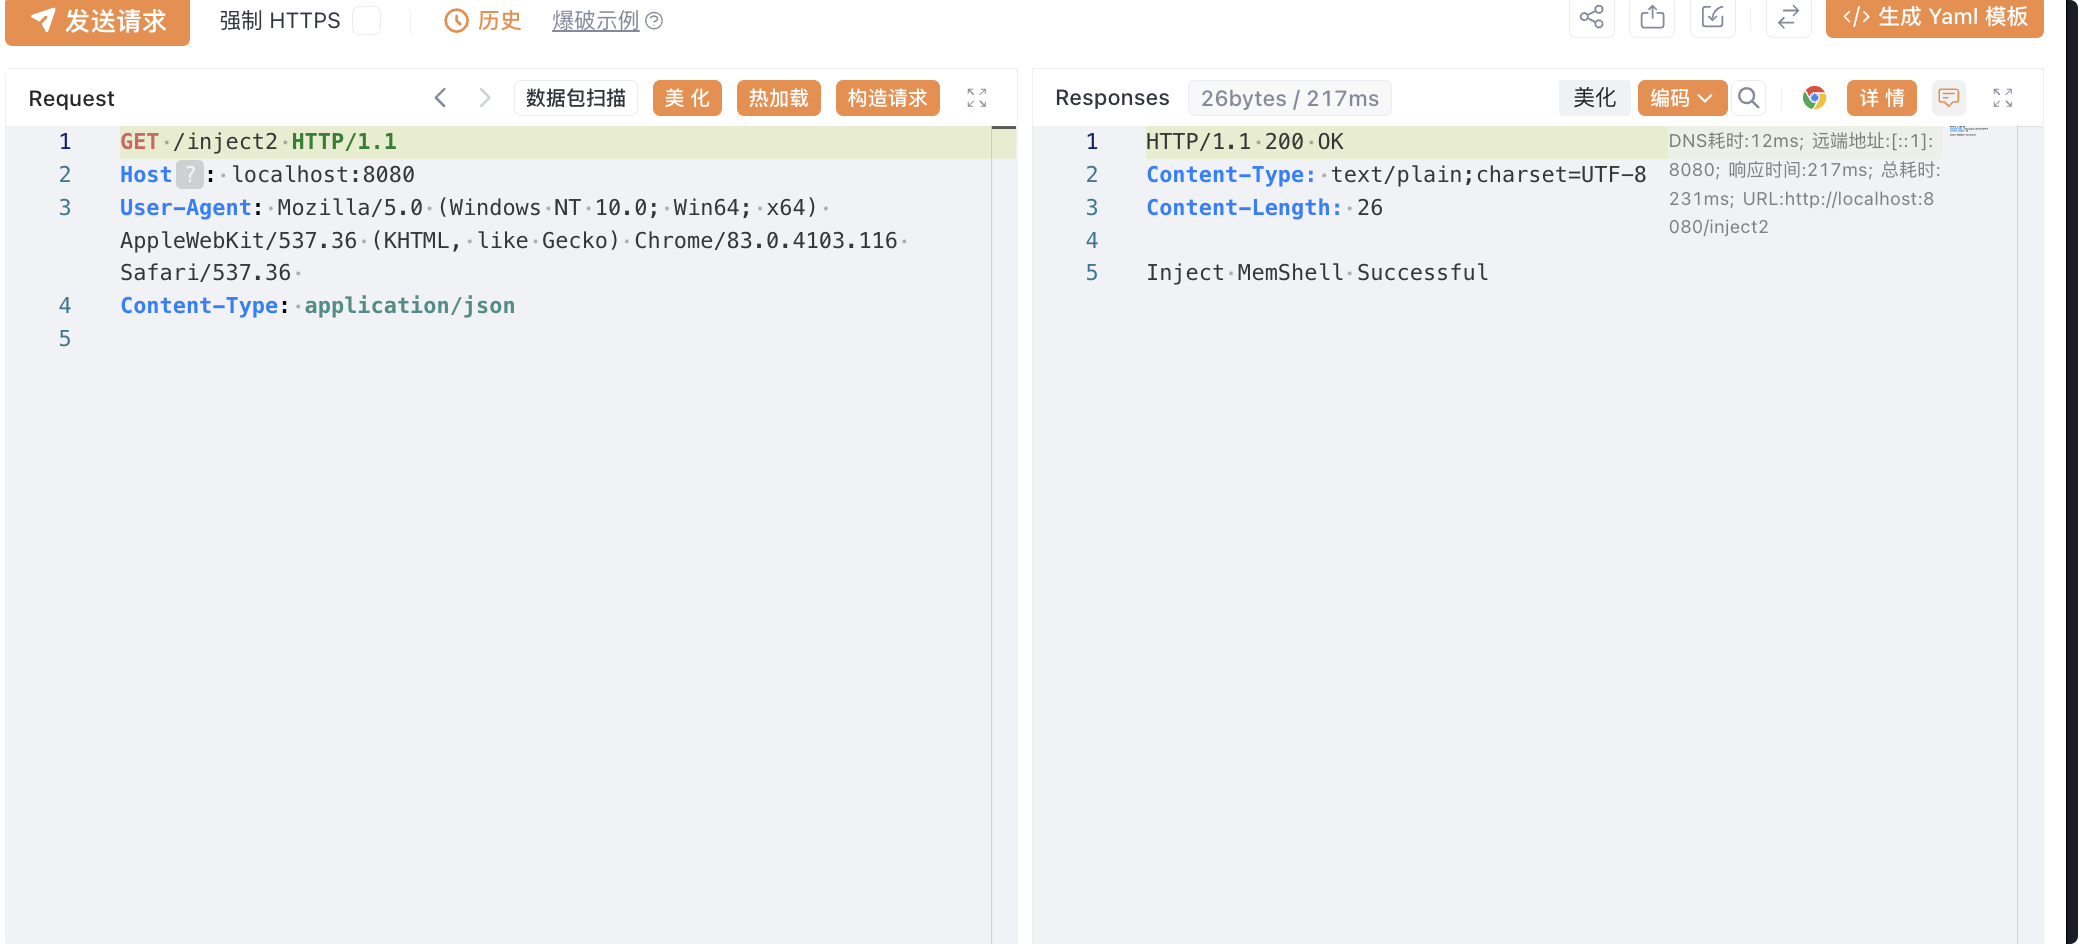 发送请求 强制 HTTPS 历史 爆破示例 生成 Yaml 模板
Request 数据包扫描 美化 热加载 构造请求
1 GET /inject2 HTTP/1.1
2 Host ? : localhost:8080
3 User-Agent: Mozilla/5.0 (Windows NT 10.0; Win64; x64)
AppleWebKit/537.36 (KHTML, like Gecko) Chrome/83.0.4103.116
Safari/537.36
4 Content-Type: application/json
5
Responses 26bytes / 217ms 美化 编码 详情
1 HTTP/1.1 200 OK
2 Content-Type: text/plain;charset=UTF-8
3 Content-Length: 26
4
5 Inject MemShell Successful
DNS耗时:12ms; 远端地址:[::1]:
8080; 响应时间:217ms; 总耗时:
231ms; URL:http://localhost:8
080/inject2